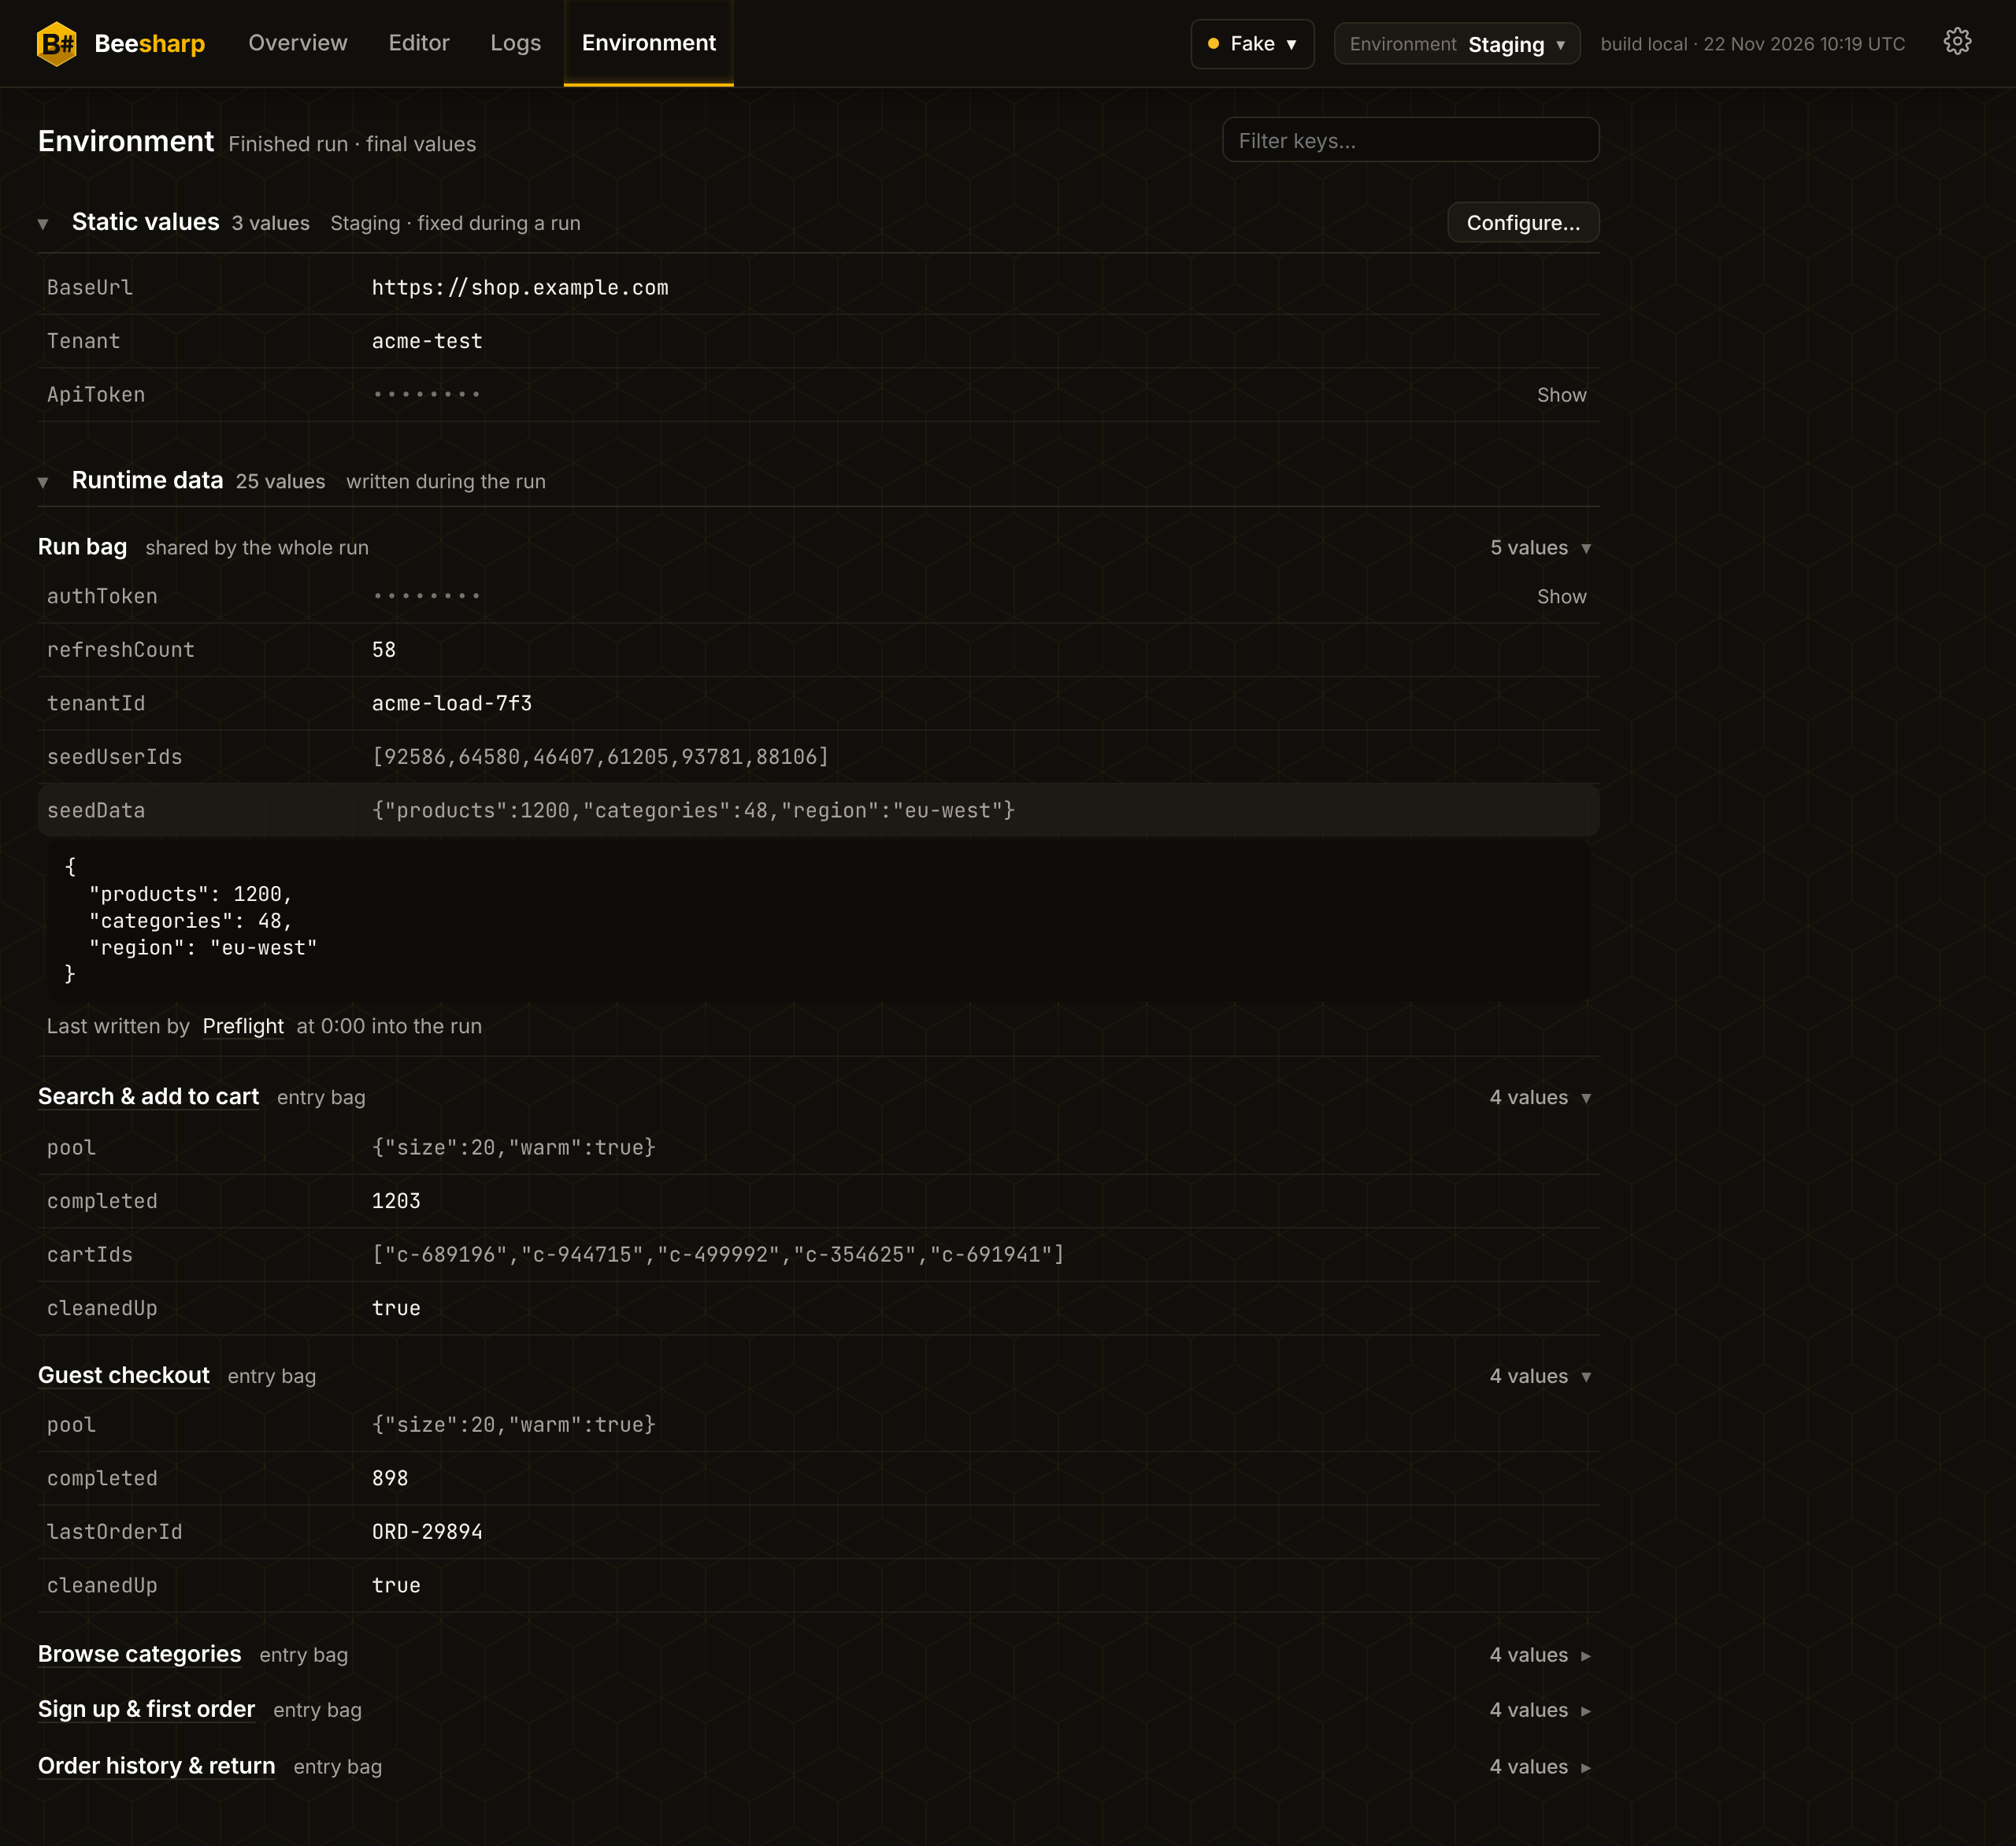 B# Beesharp Overview Editor Logs Environment Fake ▾ Environment Staging ▾ build local · 22 Nov 2026 10:19 UTC
Environment Finished run · final values Filter keys...
▾ Static values 3 values Staging · fixed during a run Configure...
BaseUrl https://shop.example.com
Tenant acme-test
ApiToken •••••••• Show
▾ Runtime data 25 values written during the run
Run bag shared by the whole run 5 values ▾
authToken •••••••• Show
refreshCount 58
tenantId acme-load-7f3
seedUserIds [92586,64580,46407,61205,93781,88106]
seedData {"products":1200,"categories":48,"region":"eu-west"}
{
"products": 1200,
"categories": 48,
"region": "eu-west"
}
Last written by Preflight at 0:00 into the run
Search & add to cart entry bag 4 values ▾
pool {"size":20,"warm":true}
completed 1203
cartIds ["c-689196","c-944715","c-499992","c-354625","c-691941"]
cleanedUp true
Guest checkout entry bag 4 values ▾
pool {"size":20,"warm":true}
completed 898
lastOrderId ORD-29894
cleanedUp true
Browse categories entry bag 4 values ▸
Sign up & first order entry bag 4 values ▸
Order history & return entry bag 4 values ▸